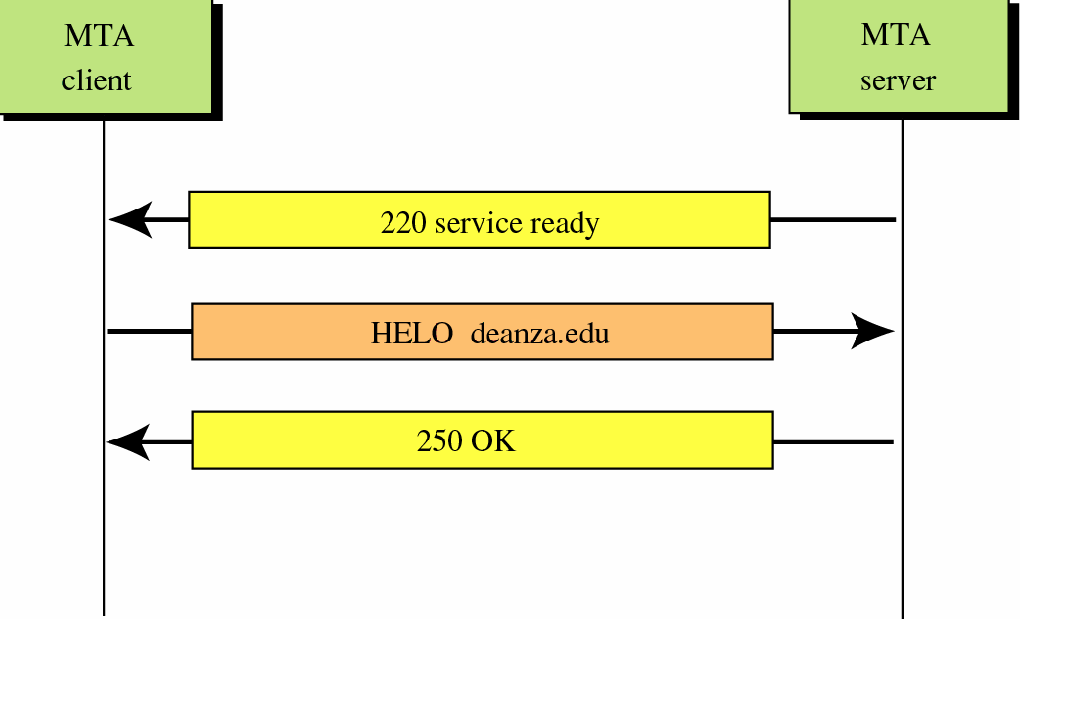 MTA
client
MTA
server
220 service ready
HELO deanza.edu
250 OK